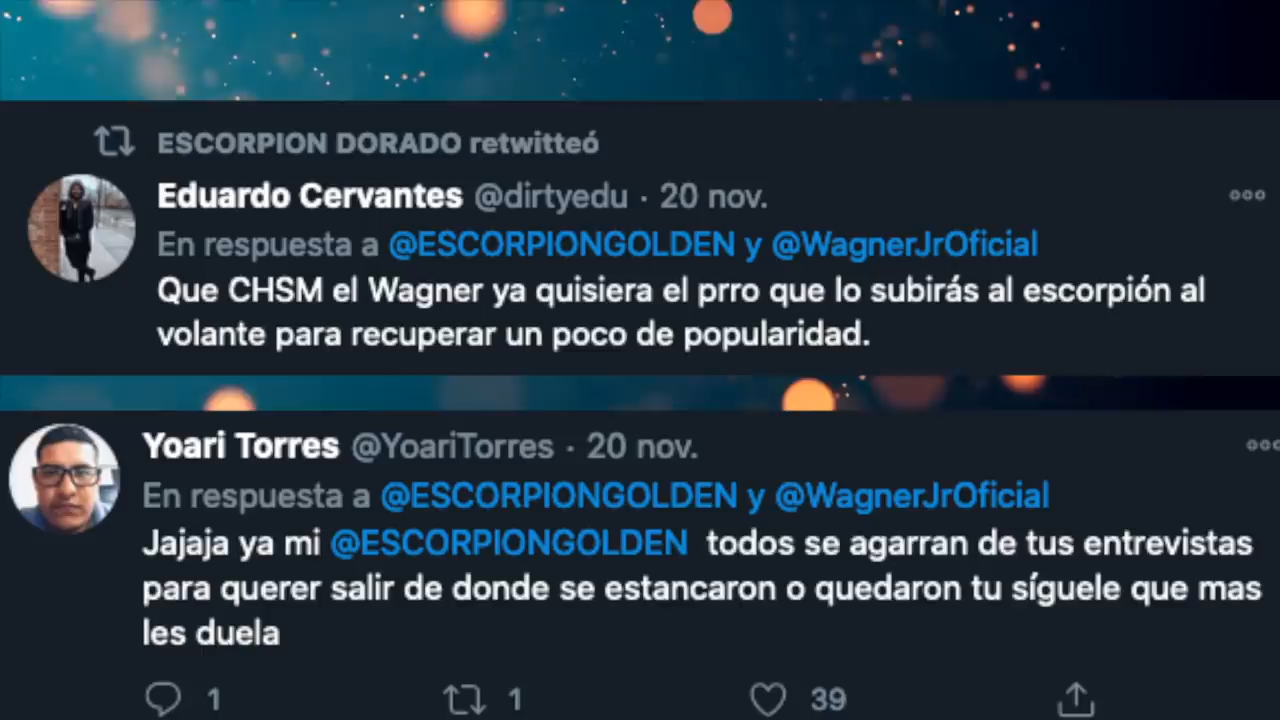 ESCORPION DORADO retwitteó
Eduardo Cervantes @dirtyedu · 20 nov.
En respuesta a @ESCORPIONGOLDEN y @WagnerJrOficial
Que CHSM el Wagner ya quisiera el prro que lo subirás al escorpión al
volante para recuperar un poco de popularidad.
Yoari Torres @YoariTorres · 20 nov.
En respuesta a @ESCORPIONGOLDEN y @WagnerJrOficial
Jajaja ya mi @ESCORPIONGOLDEN todos se agarran de tus entrevistas
para querer salir de donde se estancaron o quedaron tu síguele que mas
les duela
1 1 39